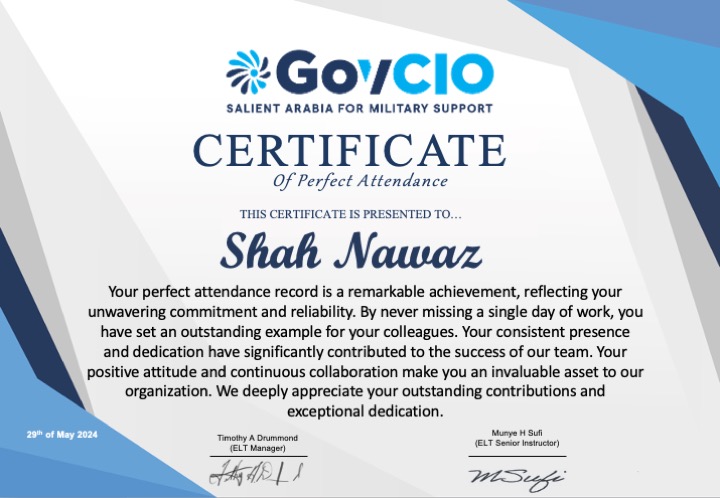 GovCIO
SALIENT ARABIA FOR MILITARY SUPPORT
CERTIFICATE
Of Perfect Attendance
THIS CERTIFICATE IS PRESENTED TO…
Shah Nawaz
Your perfect attendance record is a remarkable achievement, reflecting your
unwavering commitment and reliability. By never missing a single day of work, you
have set an outstanding example for your colleagues. Your consistent presence
and dedication have significantly contributed to the success of our team. Your
positive attitude and continuous collaboration make you an invaluable asset to our
organization. We deeply appreciate your outstanding contributions and
exceptional dedication.
29th of May 2024
Timothy A Drummond
(ELT Manager)
Munye H Sufi
(ELT Senior Instructor)
MSufi